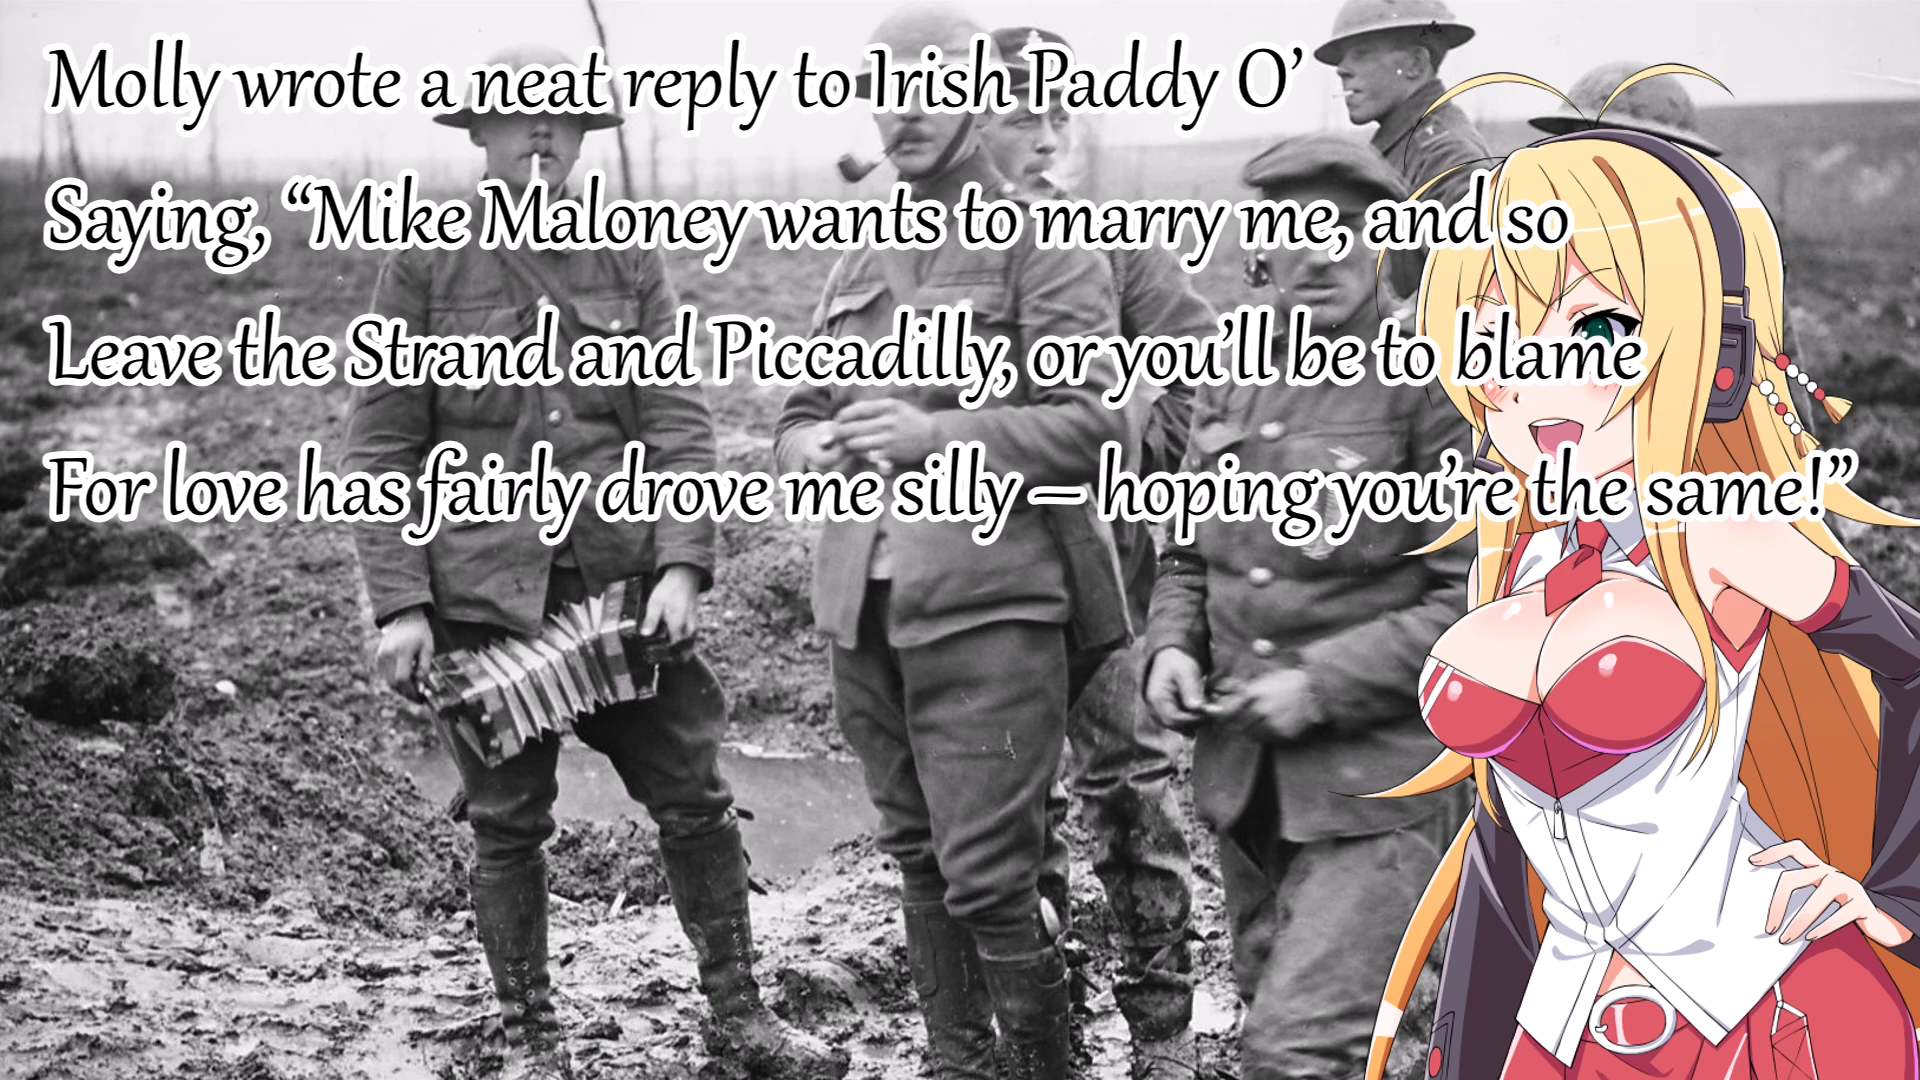 Molly wrote a neat reply to Irish Paddy O’
Saying, “Mike Maloney wants to marry me, and so
Leave the Strand and Piccadilly, or you’ll be to blame
For love has fairly drove me silly – hoping you’re the same!”